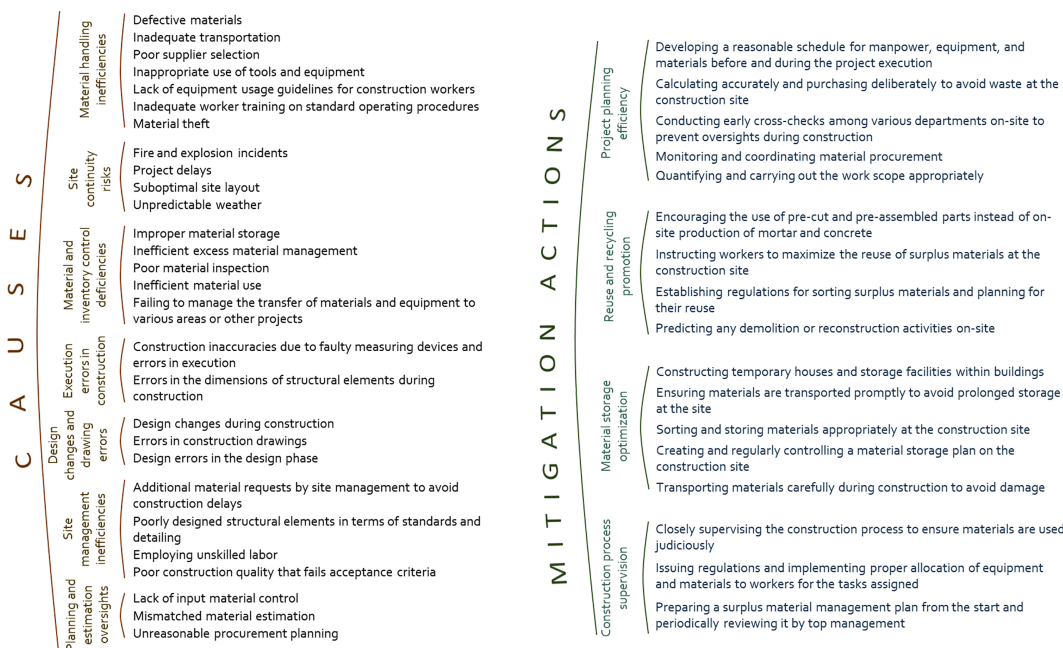 CAUSES
Material handling
inefficiencies
Defective materials
Inadequate transportation
Poor supplier selection
Inappropriate use of tools and equipment
Lack of equipment usage guidelines for construction workers
Inadequate worker training on standard operating procedures
Material theft
Site
continuity
risks
Fire and explosion incidents
Project delays
Suboptimal site layout
Unpredictable weather
Material and
inventory control
deficiencies
Improper material storage
Inefficient excess material management
Poor material inspection
Inefficient material use
Failing to manage the transfer of materials and equipment to
various areas or other projects
Execution
errors in
construction
Construction inaccuracies due to faulty measuring devices and
errors in execution
Errors in the dimensions of structural elements during
construction
Design
changes and
drawing
errors
Design changes during construction
Errors in construction drawings
Design errors in the design phase
Site
management
inefficiencies
Additional material requests by site management to avoid
construction delays
Poorly designed structural elements in terms of standards and
detailing
Employing unskilled labor
Poor construction quality that fails acceptance criteria
Planning and
estimation
oversights
Lack of input material control
Mismatched material estimation
Unreasonable procurement planning
MITIGATION ACTIONS
Project planning
efficiency
Developing a reasonable schedule for manpower, equipment, and
materials before and during the project execution
Calculating accurately and purchasing deliberately to avoid waste at the
construction site
Conducting early cross-checks among various departments on-site to
prevent oversights during construction
Monitoring and coordinating material procurement
Quantifying and carrying out the work scope appropriately
Reuse and recycling
promotion
Encouraging the use of pre-cut and pre-assembled parts instead of on-
site production of mortar and concrete
Instructing workers to maximize the reuse of surplus materials at the
construction site
Establishing regulations for sorting surplus materials and planning for
their reuse
Predicting any demolition or reconstruction activities on-site
Material storage
optimization
Constructing temporary houses and storage facilities within buildings
Ensuring materials are transported promptly to avoid prolonged storage
at the site
Sorting and storing materials appropriately at the construction site
Creating and regularly controlling a material storage plan on the
construction site
Transporting materials carefully during construction to avoid damage
Construction process
supervision
Closely supervising the construction process to ensure materials are used
judiciously
Issuing regulations and implementing proper allocation of equipment
and materials to workers for the tasks assigned
Preparing a surplus material management plan from the start and
periodically reviewing it by top management